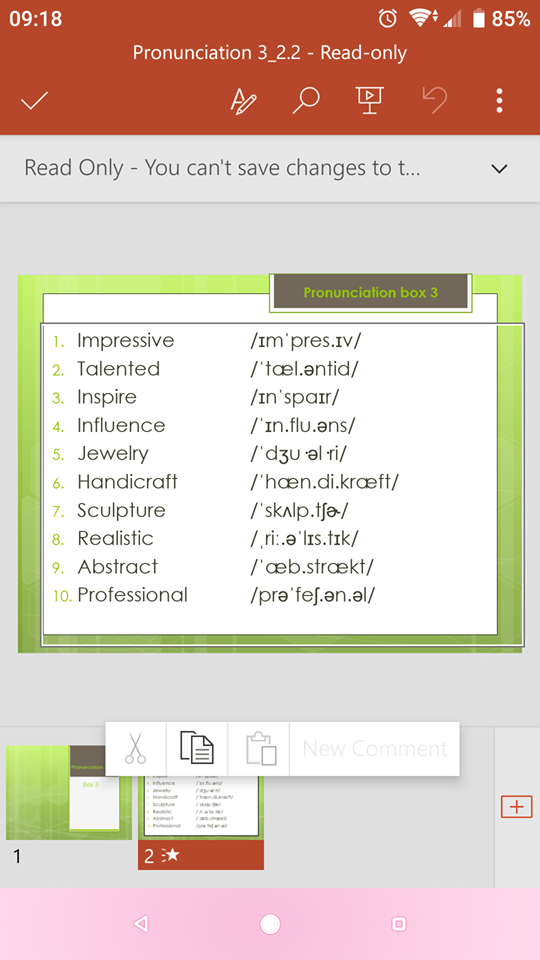 09:18
85%
Pronunciation 3_2.2 - Read-only
Read Only - You can't save changes to t...
Pronunciation box 3
1. Impressive /ɪmˈpres.ɪv/
2. Talented /ˈtæl.əntid/
3. Inspire /ɪnˈspaɪr/
4. Influence /ˈɪn.flu.əns/
5. Jewelry /ˈdʒu·əl·ri/
6. Handicraft /ˈhæn.di.kræft/
7. Sculpture /ˈskʌlp.tʃɚ/
8. Realistic /ˌriː.əˈlɪs.tɪk/
9. Abstract /ˈæb.strækt/
10. Professional /prəˈfeʃ.ən.əl/
New Comment
Pronunciation
Box 3
Influence /ˈɪn.flu.əns/
Jewelry /ˈdʒu·əl·ri/
Handicraft /ˈhæn.di.kræft/
Sculpture /ˈskʌlp.tʃɚ/
Realistic /ˌriː.əˈlɪs.tɪk/
Abstract /ˈæb.strækt/
Professional /prəˈfeʃ.ən.əl/
1
2